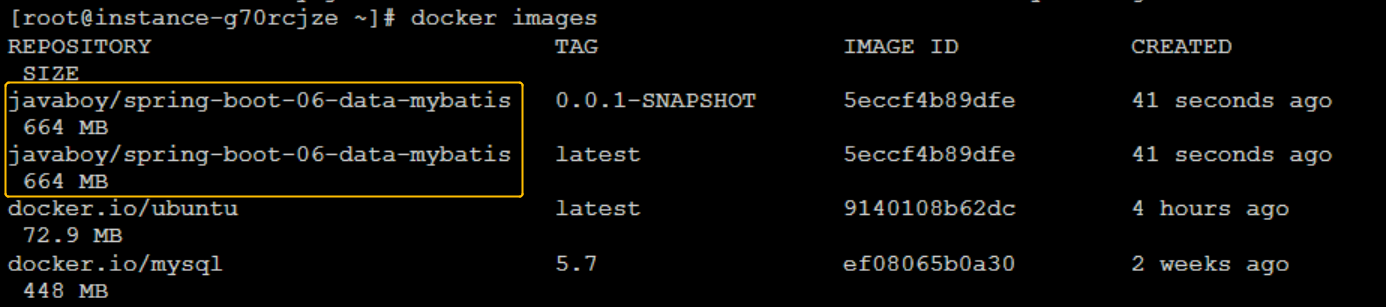 [root@instance-g70rcjze ~]# docker images
REPOSITORY TAG IMAGE ID CREATED
SIZE
javaboy/spring-boot-06-data-mybatis 0.0.1-SNAPSHOT 5eccf4b89dfe 41 seconds ago
664 MB
javaboy/spring-boot-06-data-mybatis latest 5eccf4b89dfe 41 seconds ago
664 MB
docker.io/ubuntu latest 9140108b62dc 4 hours ago
72.9 MB
docker.io/mysql 5.7 ef08065b0a30 2 weeks ago
448 MB